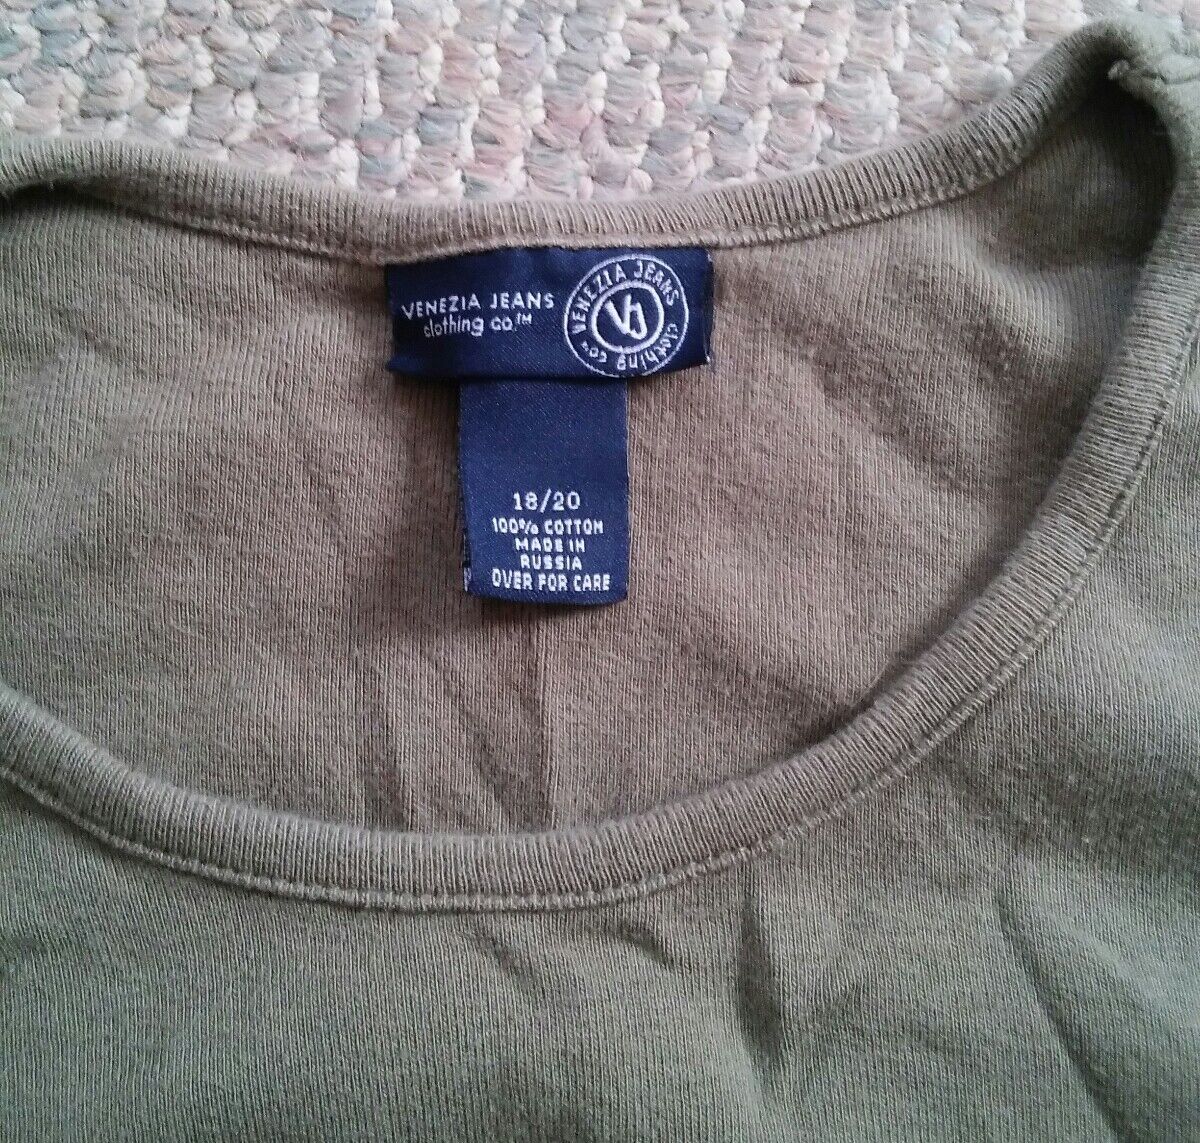 VENEZIA JEANS
clothing co.™
VENEZIA JEANS
clothing co™
VJ
18/20
100% COTTON
MADE IN
RUSSIA
OVER FOR CARE